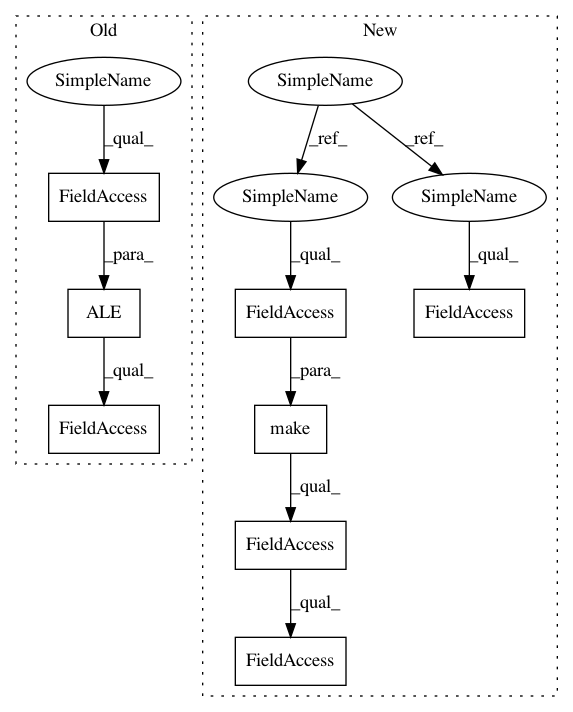 Old
New
SimpleName
SimpleName
_qual_
_ref_
_ref_
FieldAccess
SimpleName
SimpleName
_para_
_qual_
_qual_
ALE
FieldAccess
FieldAccess
_qual_
_para_
FieldAccess
make
_qual_
FieldAccess
_qual_
FieldAccess